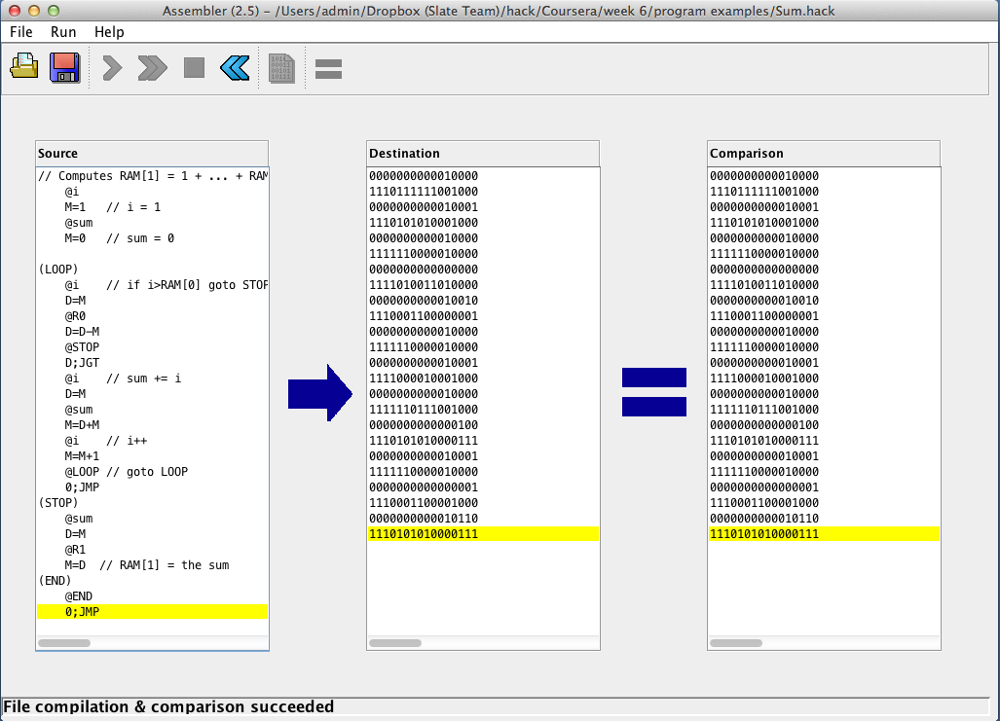 Assembler (2.5) - /Users/admin/Dropbox (Slate Team)/hack/Coursera/week 6/program examples/Sum.hack
File Run Help
Source
// Computes RAM[1] = 1 + ... + RAM
@i
M=1 // i = 1
@sum
M=0 // sum = 0
(LOOP)
@i // if i>RAM[0] goto STOP
D=M
@R0
D=D-M
@STOP
D;JGT
@i // sum += i
D=M
@sum
M=D+M
@i // i++
M=M+1
@LOOP // goto LOOP
0;JMP
(STOP)
@sum
D=M
@R1
M=D // RAM[1] = the sum
(END)
@END
0;JMP
Destination
0000000000010000
1110111111001000
0000000000010001
1110101010001000
0000000000010000
1111110000010000
0000000000000000
1111010011010000
0000000000010010
1110001100000001
0000000000010000
1111110000010000
0000000000010001
1111000010001000
0000000000010000
1111110111001000
0000000000000100
1110101010000111
0000000000010001
1111110000010000
0000000000000001
1110001100001000
0000000000010110
1110101010000111
Comparison
0000000000010000
1110111111001000
0000000000010001
1110101010001000
0000000000010000
1111110000010000
0000000000000000
1111010011010000
0000000000010010
1110001100000001
0000000000010000
1111110000010000
0000000000010001
1111000010001000
0000000000010000
1111110111001000
0000000000000100
1110101010000111
0000000000010001
1111110000010000
0000000000000001
1110001100001000
0000000000010110
1110101010000111
File compilation & comparison succeeded